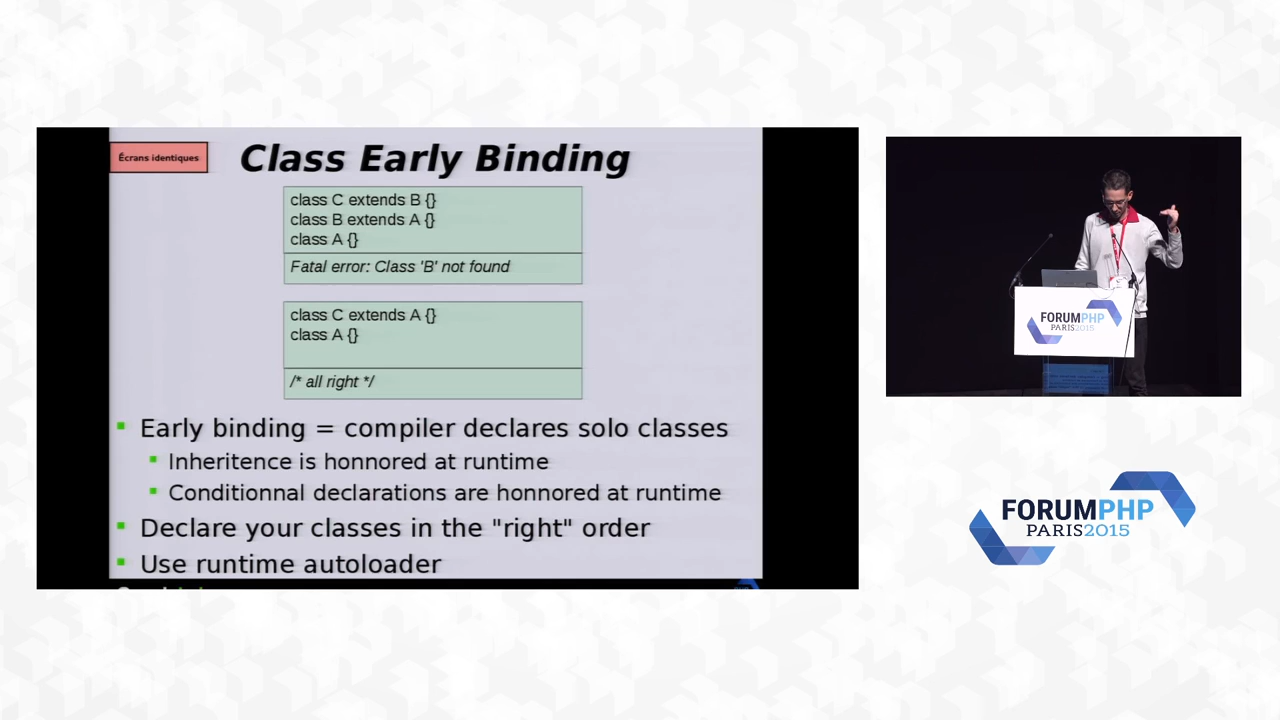 Écrans identiques
Class Early Binding
class C extends B {}
class B extends A {}
class A {}
Fatal error: Class 'B' not found
class C extends A {}
class A {}
/* all right */
Early binding = compiler declares solo classes
Inheritence is honnored at runtime
Conditionnal declarations are honnored at runtime
Declare your classes in the "right" order
Use runtime autoloader
FORUMPHP
PARIS2015
FORUMPHP
PARIS2015